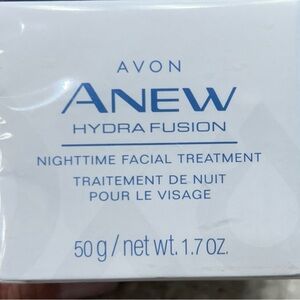 AVON
ANEW
HYDRA FUSION
NIGHTTIME FACIAL TREATMENT
TRAITEMENT DE NUIT
POUR LE VISAGE
50 g / net wt. 1.7 OZ.